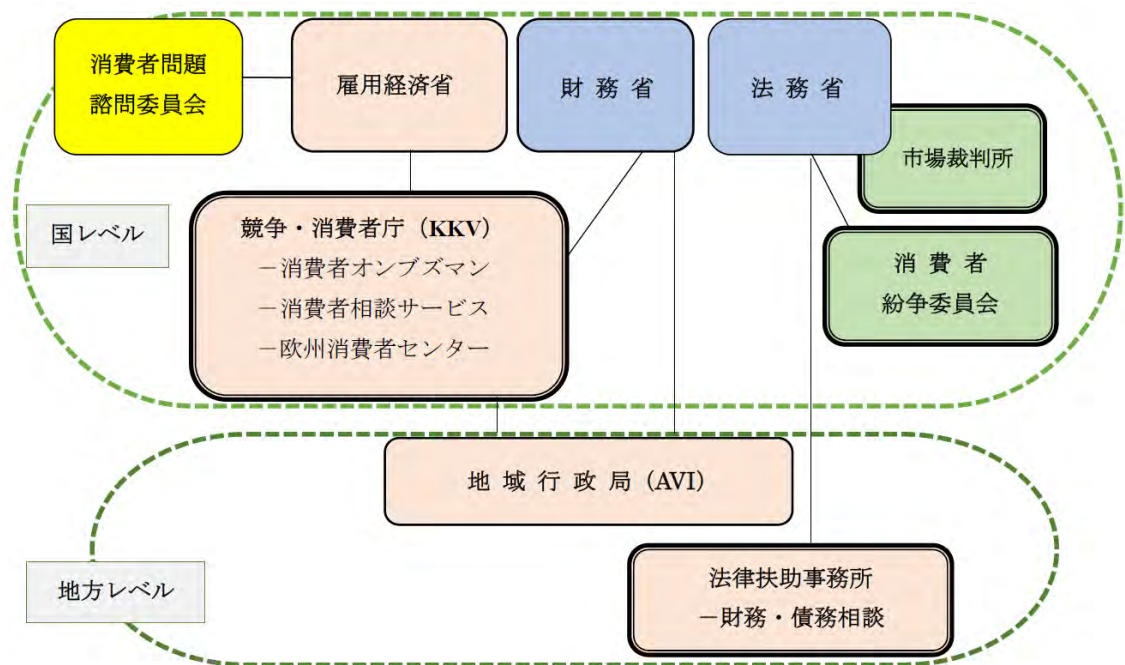 消費者問題
諮問委員会
雇用経済省
財務省
法務省
市場裁判所
国レベル
競争・消費者庁（KKV）
－消費者オンブズマン
－消費者相談サービス
－欧州消費者センター
消費者
紛争委員会
地域行政局（AVI）
地方レベル
法律扶助事務所
－財務・債務相談